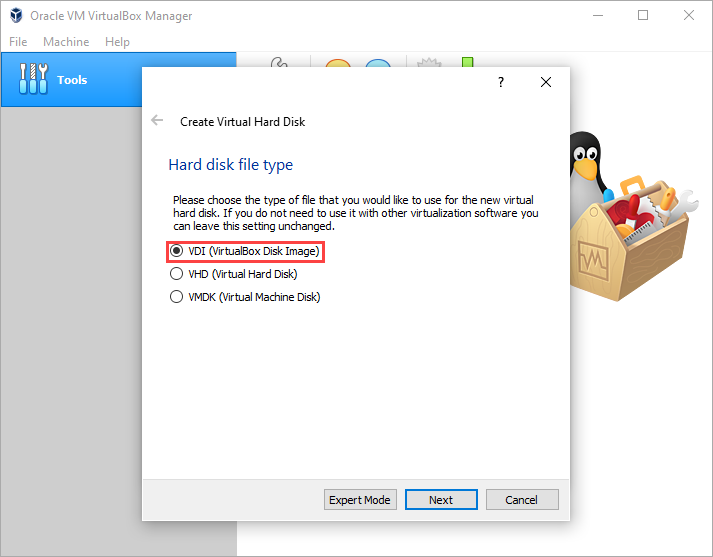 Oracle VM VirtualBox Manager
File Machine Help
Tools
?
Create Virtual Hard Disk
Hard disk file type
Please choose the type of file that you would like to use for the new virtual
hard disk. If you do not need to use it with other virtualization software you
can leave this setting unchanged.
VDI (VirtualBox Disk Image)
VHD (Virtual Hard Disk)
VMDK (Virtual Machine Disk)
Expert Mode Next Cancel